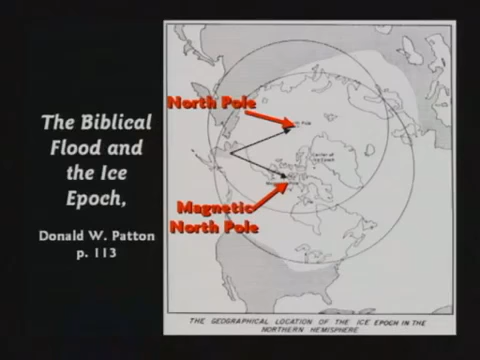 The Biblical
Flood and
the Ice
Epoch,
Donald W. Patton
p. 113
North Pole
Magnetic
North Pole
THE GEOGRAPHICAL LOCATION OF THE ICE EPOCH IN THE
NORTHERN HEMISPHERE